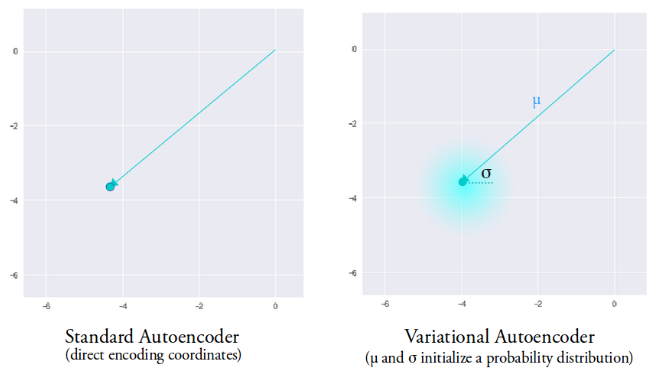 0
-2
-4
-6
-6
-4
-2
0
Standard Autoencoder
(direct encoding coordinates)
0
-2
-4
-6
μ
σ
-6
-4
-2
0
Variational Autoencoder
(μ and σ initialize a probability distribution)